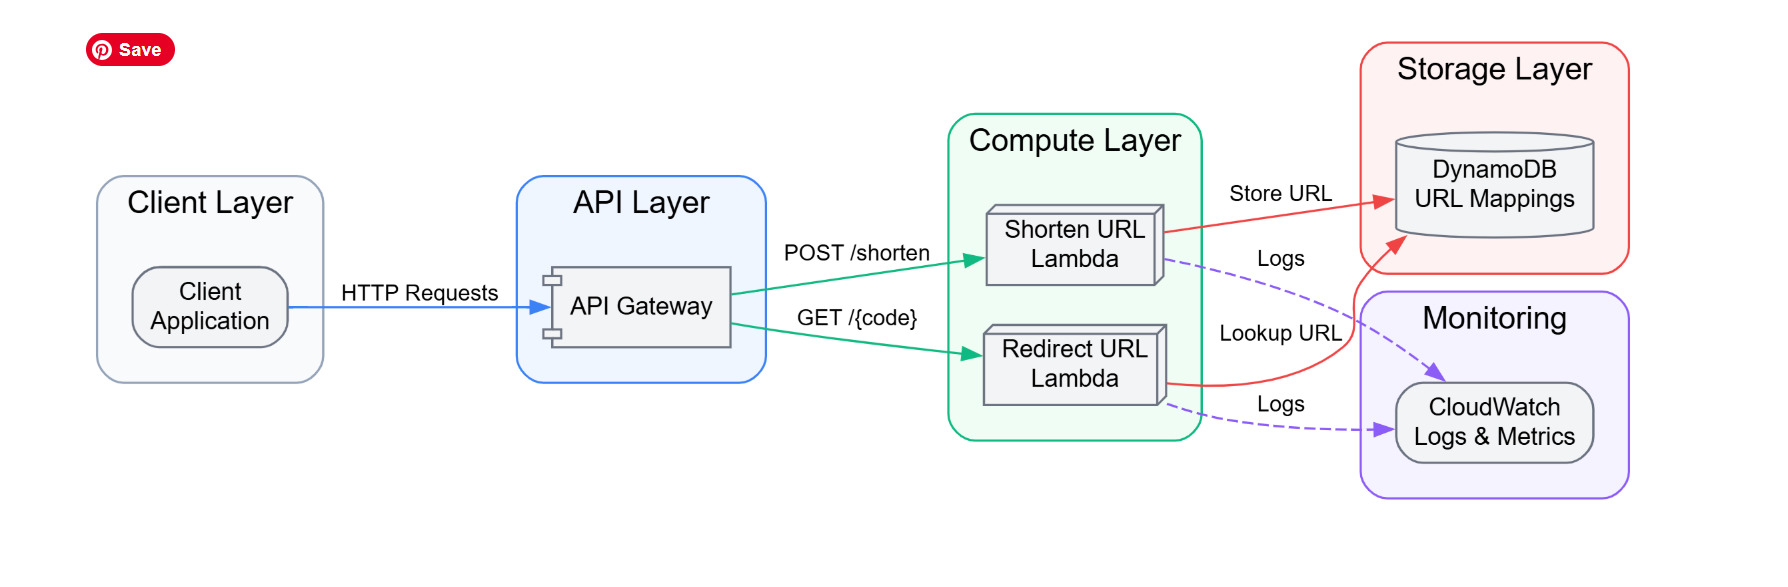 Save
Client Layer
Client
Application
HTTP Requests
API Layer
API Gateway
POST /shorten
GET /{code}
Compute Layer
Shorten URL
Lambda
Redirect URL
Lambda
Store URL
Logs
Lookup URL
Logs
Storage Layer
DynamoDB
URL Mappings
Monitoring
CloudWatch
Logs & Metrics